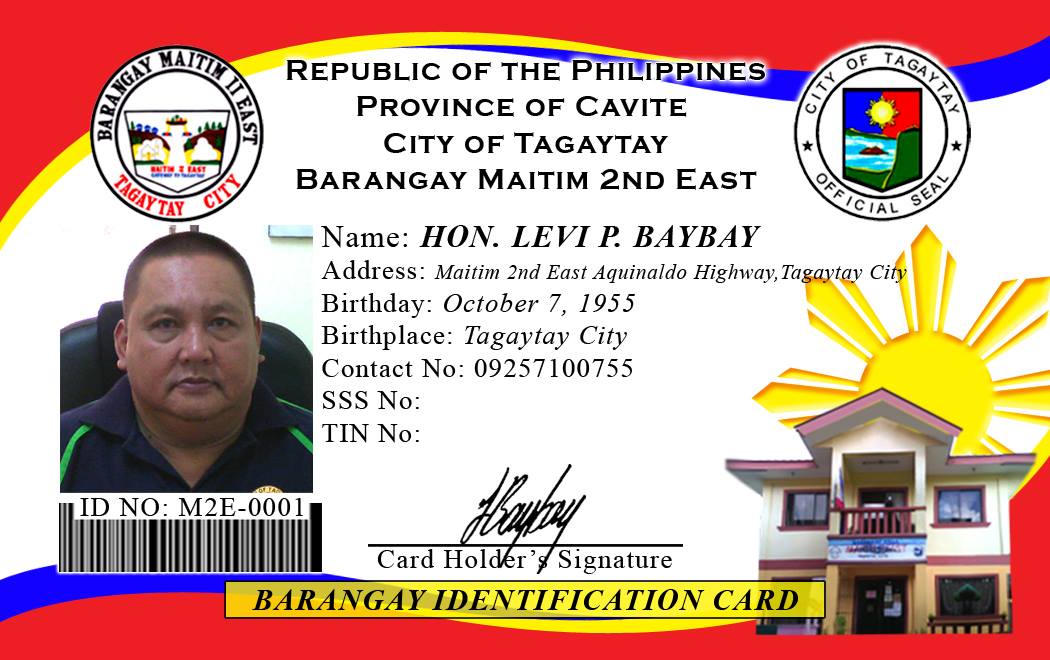 REPUBLIC OF THE PHILIPPINES
PROVINCE OF CAVITE
CITY OF TAGAYTAY
BARANGAY MAITIM 2ND EAST
BARANGAY MAITIM II EAST
MAITIM 2 EAST
GATEWAY TO TAGAYTAY
TAGAYTAY CITY
CITY OF TAGAYTAY
OFFICIAL SEAL
Name: HON. LEVI P. BAYBAY
Address: Maitim 2nd East Aquinaldo Highway,Tagaytay City
Birthday: October 7, 1955
Birthplace: Tagaytay City
Contact No: 09257100755
SSS No:
TIN No:
ID NO: M2E-0001
Card Holder's Signature
BARANGAY IDENTIFICATION CARD